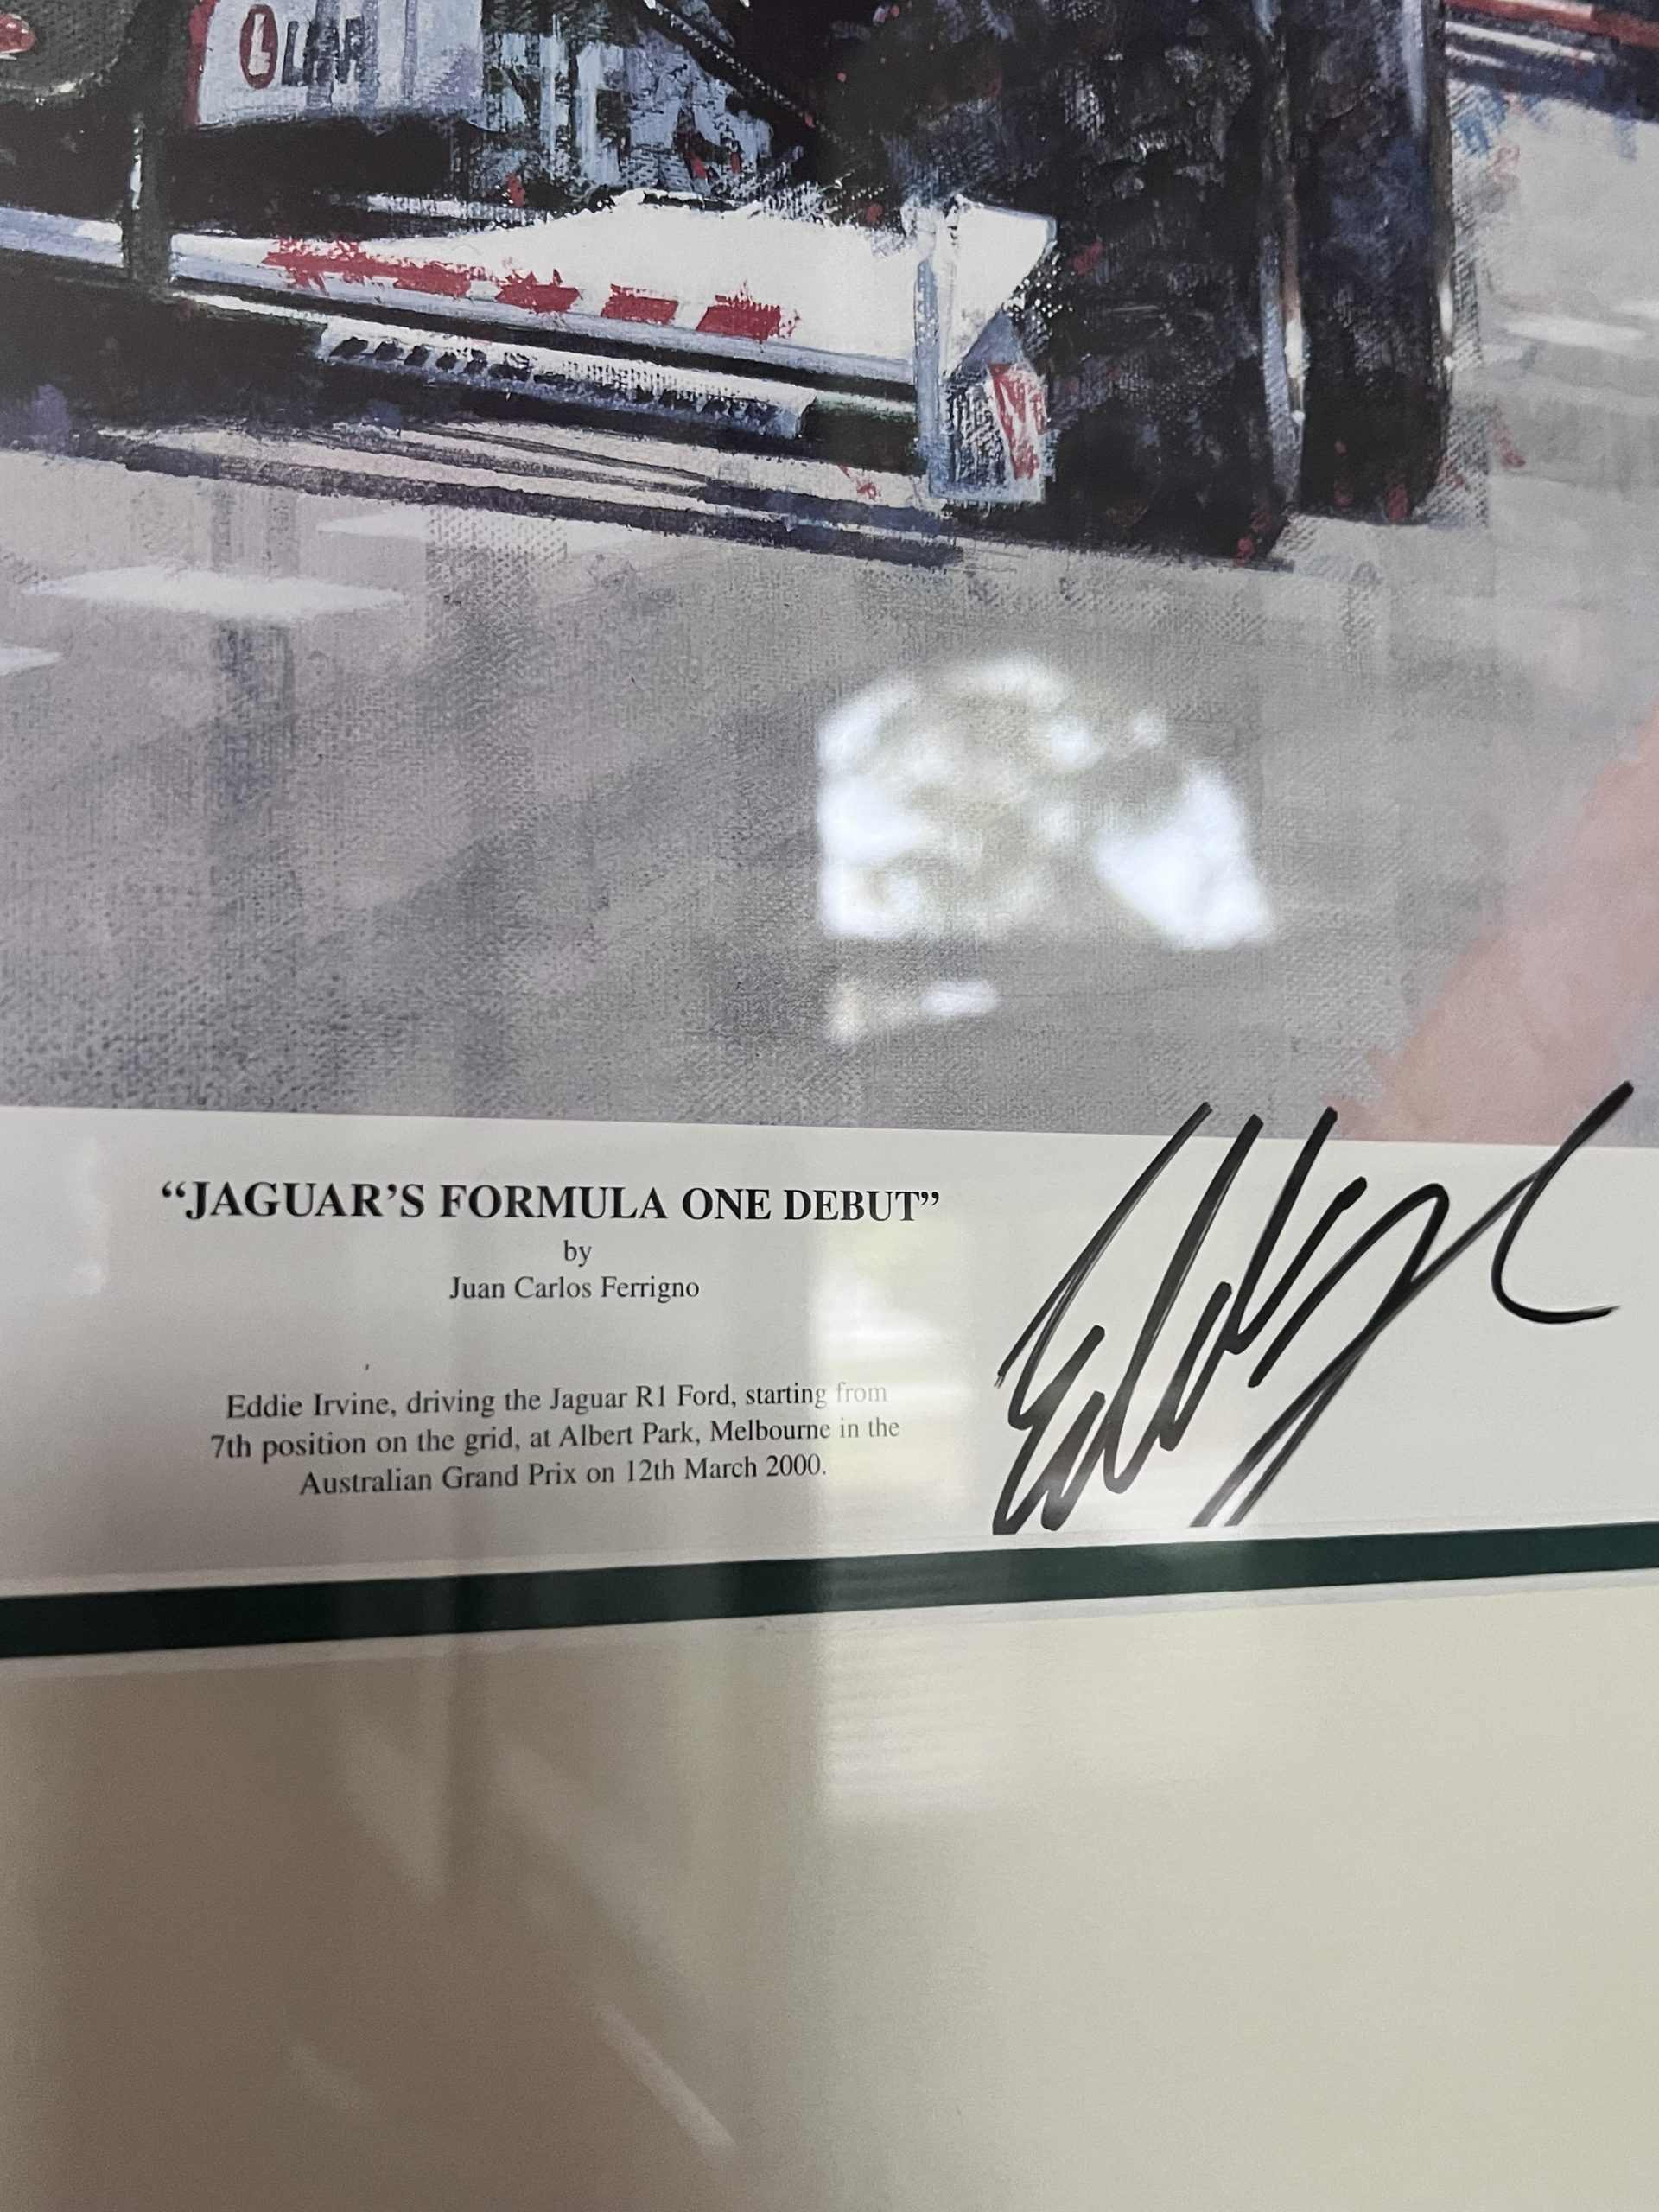 “JAGUAR’S FORMULA ONE DEBUT”
by
Juan Carlos Ferrigno
Eddie Irvine, driving the Jaguar R1 Ford, starting from
7th position on the grid, at Albert Park, Melbourne in the
Australian Grand Prix on 12th March 2000.